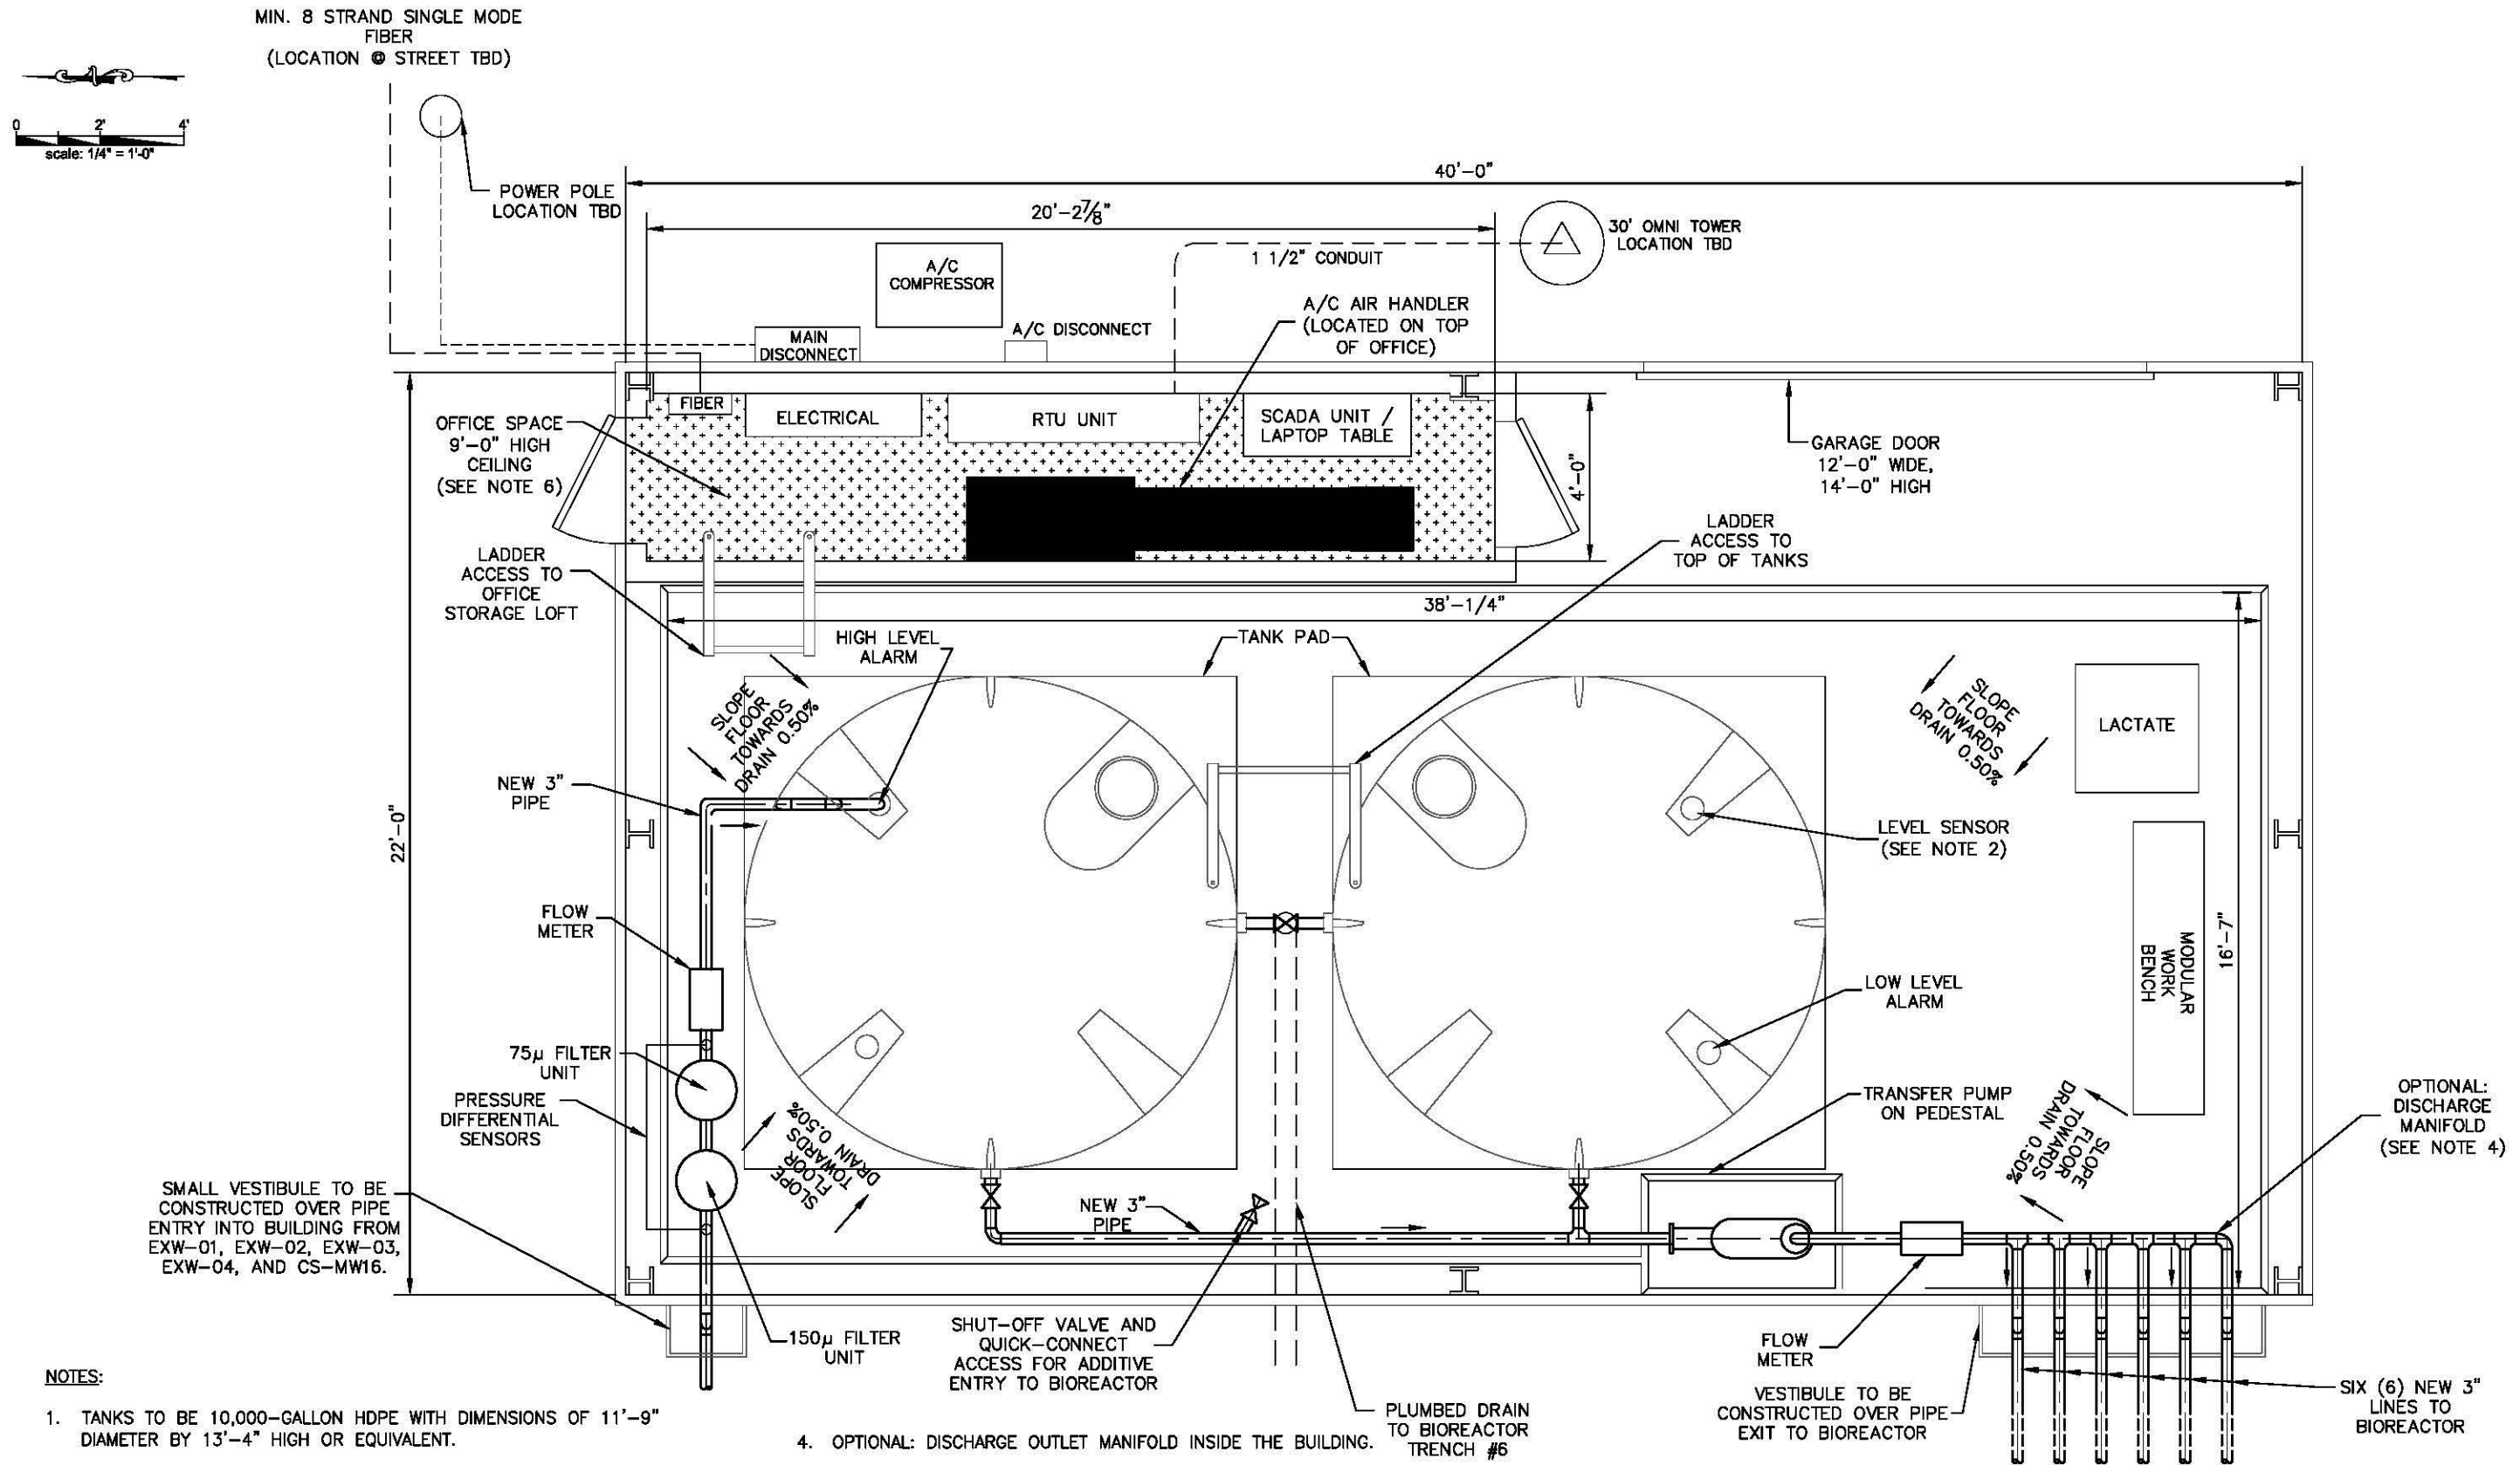 MIN. 8 STRAND SINGLE MODE
FIBER
(LOCATION @ STREET TBD)
0 2' 4'
scale: 1/4" = 1'-0"
POWER POLE
LOCATION TBD
40'-0"
20'-2⅞"
30' OMNI TOWER
LOCATION TBD
1 1/2" CONDUIT
A/C
COMPRESSOR
A/C AIR HANDLER
(LOCATED ON TOP
OF OFFICE)
A/C DISCONNECT
MAIN
DISCONNECT
FIBER
ELECTRICAL
RTU UNIT
SCADA UNIT /
LAPTOP TABLE
OFFICE SPACE
9'-0" HIGH
CEILING
(SEE NOTE 6)
4'-0"
GARAGE DOOR
12'-0" WIDE,
14'-0" HIGH
LADDER
ACCESS TO
OFFICE
STORAGE LOFT
LADDER
ACCESS TO
TOP OF TANKS
38'-1/4"
HIGH LEVEL
ALARM
TANK PAD
SLOPE
FLOOR
TOWARDS
DRAIN 0.50%
SLOPE
FLOOR
TOWARDS
DRAIN 0.50%
LACTATE
NEW 3"
PIPE
22'-0"
LEVEL SENSOR
(SEE NOTE 2)
FLOW
METER
16'-7"
MODULAR
WORK
BENCH
LOW LEVEL
ALARM
75µ FILTER
UNIT
PRESSURE
DIFFERENTIAL
SENSORS
SLOPE
FLOOR
TOWARDS
DRAIN 0.50%
TRANSFER PUMP
ON PEDESTAL
SLOPE
FLOOR
TOWARDS
DRAIN 0.50%
OPTIONAL:
DISCHARGE
MANIFOLD
(SEE NOTE 4)
SMALL VESTIBULE TO BE
CONSTRUCTED OVER PIPE
ENTRY INTO BUILDING FROM
EXW-01, EXW-02, EXW-03,
EXW-04, AND CS-MW16.
NEW 3"
PIPE
150µ FILTER
UNIT
SHUT-OFF VALVE AND
QUICK-CONNECT
ACCESS FOR ADDITIVE
ENTRY TO BIOREACTOR
FLOW
METER
PLUMBED DRAIN
TO BIOREACTOR
TRENCH #6
VESTIBULE TO BE
CONSTRUCTED OVER PIPE
EXIT TO BIOREACTOR
SIX (6) NEW 3"
LINES TO
BIOREACTOR
NOTES:
1. TANKS TO BE 10,000-GALLON HDPE WITH DIMENSIONS OF 11'-9"
DIAMETER BY 13'-4" HIGH OR EQUIVALENT.
4. OPTIONAL: DISCHARGE OUTLET MANIFOLD INSIDE THE BUILDING.